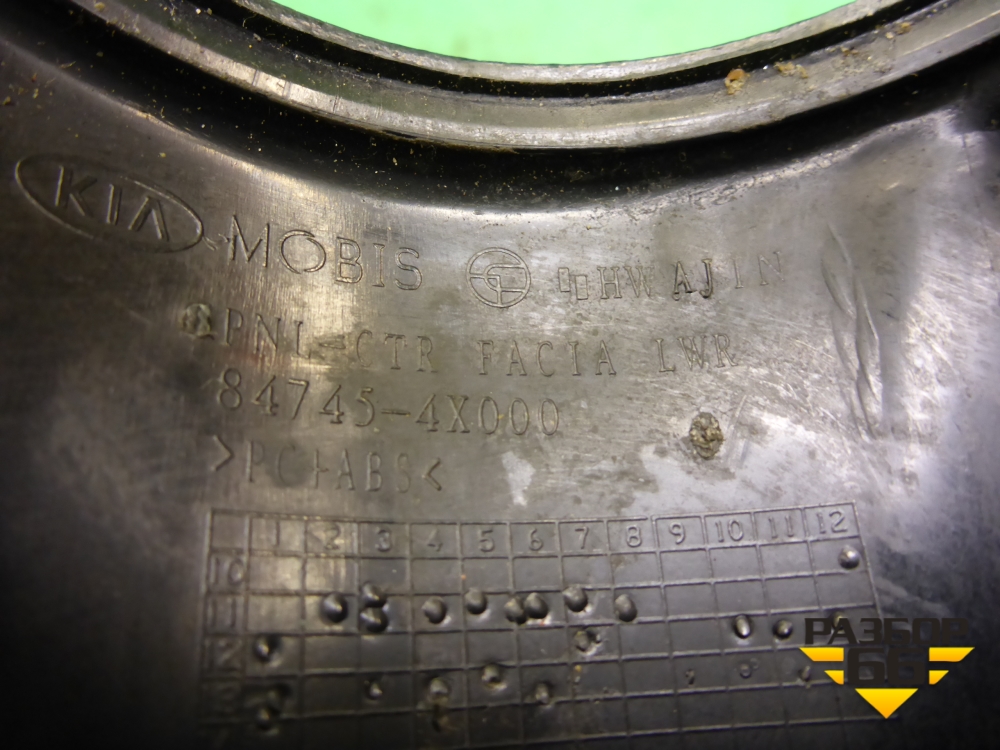 KIA MOBIS HWAJIN
PNL-CTR FACIA LWR
84745-4X000
>PC+ABS<
1 2 3 4 5 6 7 8 9 10 11 12
10
11
12
13
РАЗБОР
66